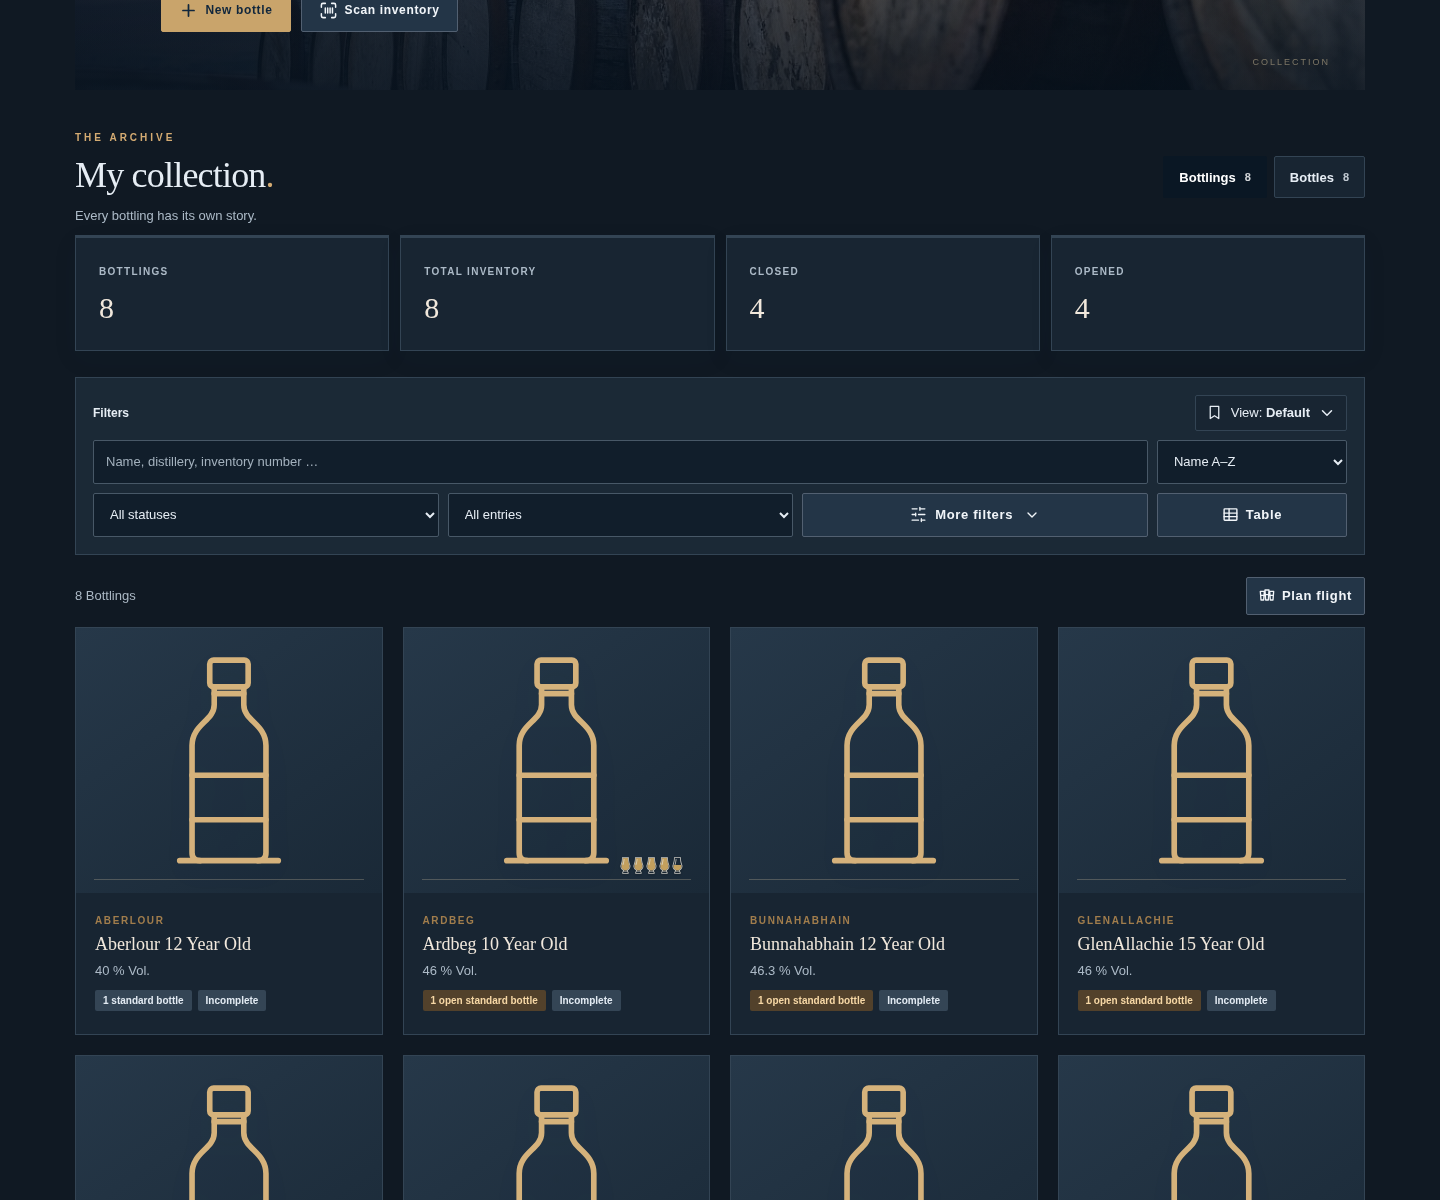 New bottle
Scan inventory
COLLECTION
THE ARCHIVE
My collection.
Bottlings 8
Bottles 8
Every bottling has its own story.
BOTTLINGS
TOTAL INVENTORY
CLOSED
OPENED
8
8
4
4
Filters
View: Default
Name, distillery, inventory number …
Name A–Z
All statuses
All entries
More filters
Table
8 Bottlings
Plan flight
ABERLOUR
Aberlour 12 Year Old
40 % Vol.
1 standard bottle
Incomplete
ARDBEG
Ardbeg 10 Year Old
46 % Vol.
1 open standard bottle
Incomplete
BUNNAHABHAIN
Bunnahabhain 12 Year Old
46.3 % Vol.
1 open standard bottle
Incomplete
GLENALLACHIE
GlenAllachie 15 Year Old
46 % Vol.
1 open standard bottle
Incomplete